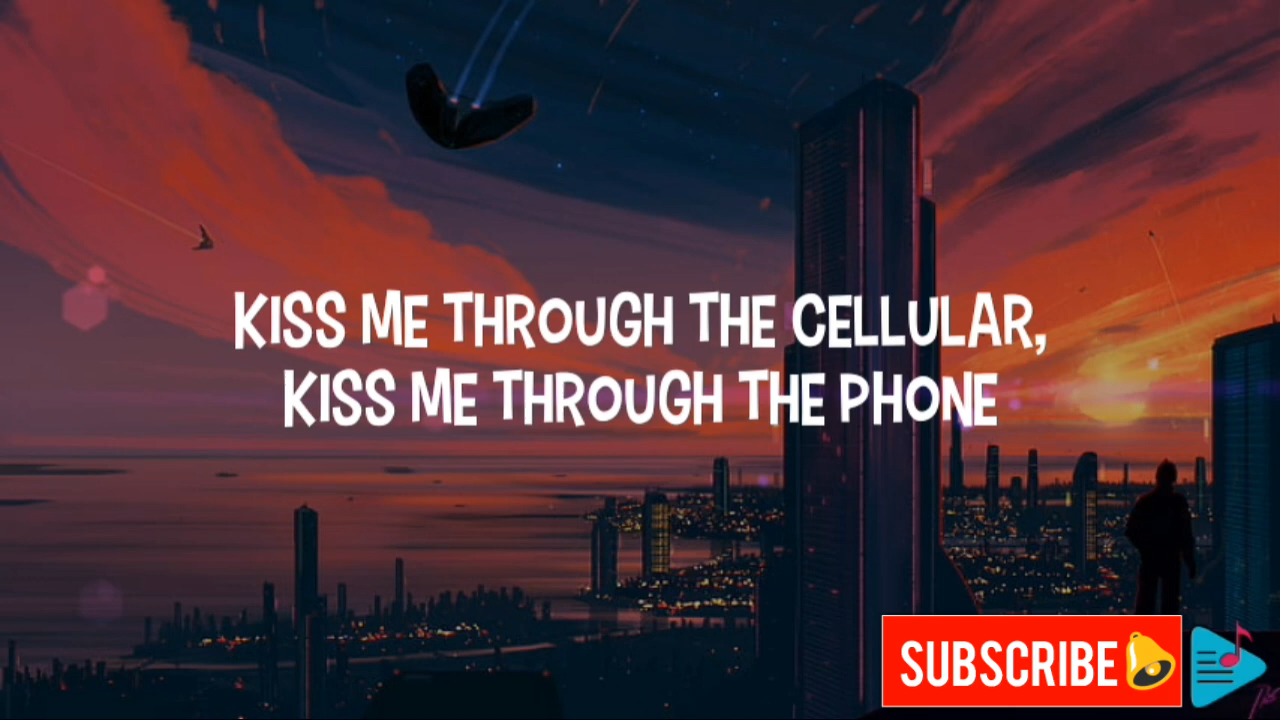 KISS ME THROUGH THE CELLULAR,
KISS ME THROUGH THE PHONE
SUBSCRIBE